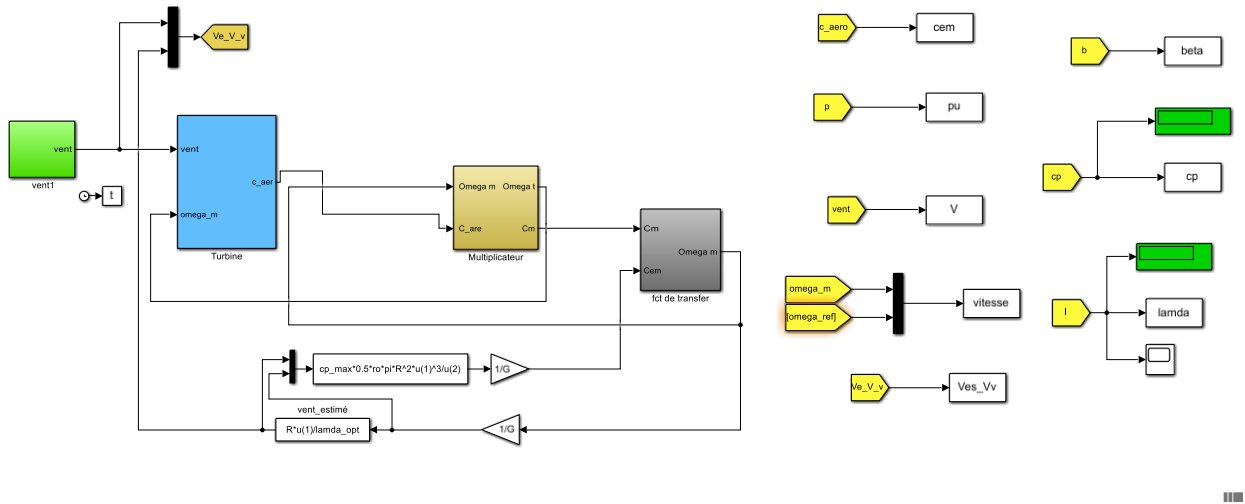 Ve_V_v
vent
vent1
t
vent
c_aer
omega_m
Turbine
Omega m
Omega t
C_are
Cm
Multiplicateur
Cm
Omega m
Cem
fct de transfer
cp_max*0.5*ro*pi*R^2*u(1)^3/u(2)
1/G
vent_estimé
R*u(1)/lamda_opt
1/G
c_aero
cem
p
pu
vent
V
omega_m
[omega_ref]
vitesse
Ve_V_v
Ves_Vv
b
beta
cp
cp
l
lamda